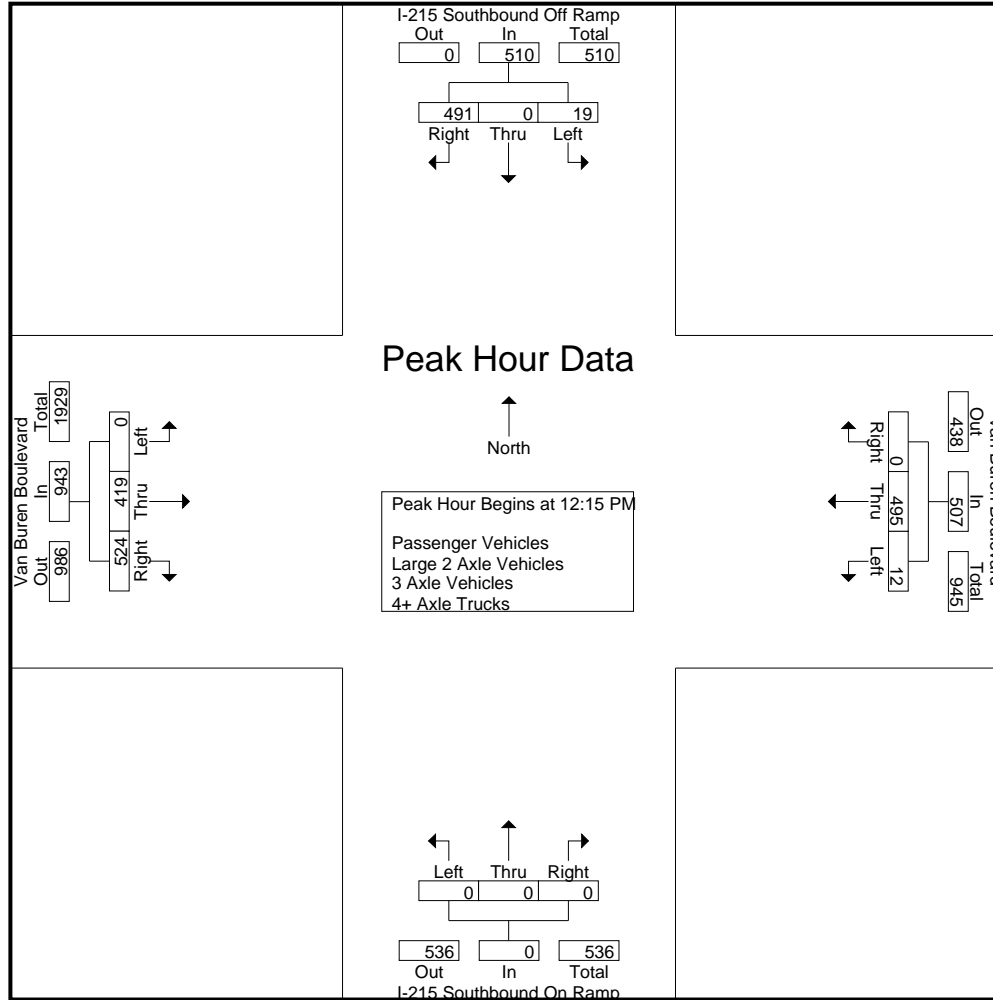 I-215 Southbound Off Ramp
Out In Total
0 510 510
491 0 19
Right Thru Left
Peak Hour Data
North
Peak Hour Begins at 12:15 PM
Passenger Vehicles
Large 2 Axle Vehicles
3 Axle Vehicles
4+ Axle Trucks
Van Buren Boulevard
Out In Total
986 943 1929
0 419 524
Left Thru Right
Out In Total
438 507 945
0 495 12
Right Thru Left
Left Thru Right
0 0 0
536 0 536
Out In Total
I-215 Southbound On Ramp